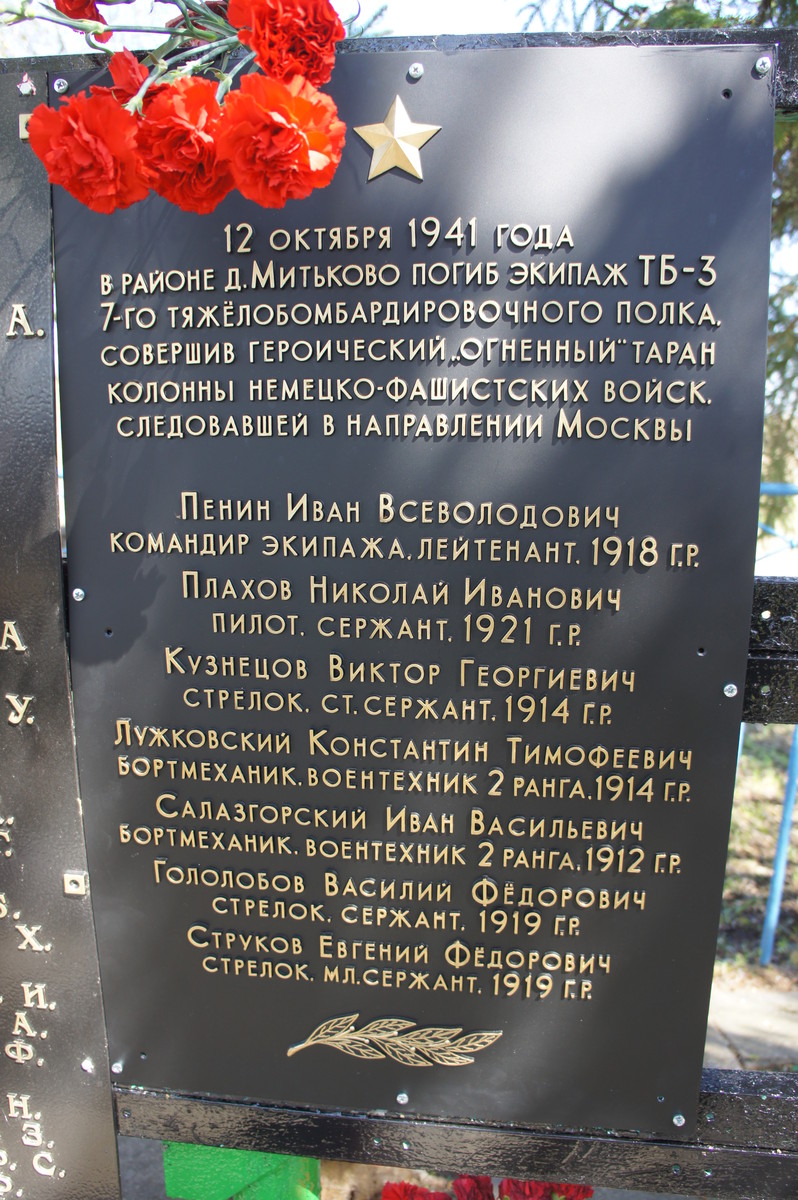 12 ОКТЯБРЯ 1941 ГОДА
В РАЙОНЕ Д. МИТЬКОВО ПОГИБ ЭКИПАЖ ТБ-3
7-ГО ТЯЖЁЛОБОМБАРДИРОВОЧНОГО ПОЛКА,
СОВЕРШИВ ГЕРОИЧЕСКИЙ „ОГНЕННЫЙ“ ТАРАН
КОЛОННЫ НЕМЕЦКО-ФАШИСТСКИХ ВОЙСК,
СЛЕДОВАВШЕЙ В НАПРАВЛЕНИИ МОСКВЫ
ПЕНИН ИВАН ВСЕВОЛОДОВИЧ
КОМАНДИР ЭКИПАЖА, ЛЕЙТЕНАНТ, 1918 Г.Р.
ПЛАХОВ НИКОЛАЙ ИВАНОВИЧ
ПИЛОТ, СЕРЖАНТ, 1921 Г.Р.
КУЗНЕЦОВ ВИКТОР ГЕОРГИЕВИЧ
СТРЕЛОК, СТ. СЕРЖАНТ, 1914 Г.Р.
ЛУЖКОВСКИЙ КОНСТАНТИН ТИМОФЕЕВИЧ
БОРТМЕХАНИК, ВОЕНТЕХНИК 2 РАНГА, 1914 Г.Р.
САЛАЗГОРСКИЙ ИВАН ВАСИЛЬЕВИЧ
БОРТМЕХАНИК, ВОЕНТЕХНИК 2 РАНГА, 1912 Г.Р.
ГОЛОЛОБОВ ВАСИЛИЙ ФЁДОРОВИЧ
СТРЕЛОК, СЕРЖАНТ, 1919 Г.Р.
СТРУКОВ ЕВГЕНИЙ ФЁДОРОВИЧ
СТРЕЛОК, МЛ. СЕРЖАНТ, 1919 Г.Р.